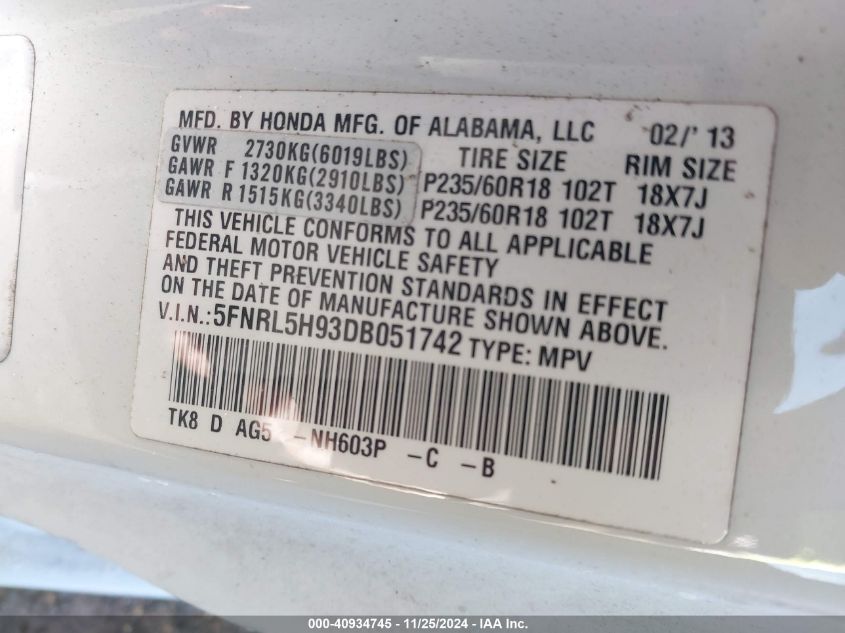 MFD. BY HONDA MFG. OF ALABAMA, LLC 02/' 13
GVWR 2730KG(6019LBS) TIRE SIZE RIM SIZE
GAWR F 1320KG(2910LBS) P235/60R18 102T 18X7J
GAWR R 1515KG(3340LBS) P235/60R18 102T 18X7J
THIS VEHICLE CONFORMS TO ALL APPLICABLE
FEDERAL MOTOR VEHICLE SAFETY
AND THEFT PREVENTION STANDARDS IN EFFECT
ON THE DATE OF MANUFACTURE SHOWN ABOVE.
V.I.N.: 5FNRL5H93DB051742 TYPE: MPV
TK8 D AG5 -NH603P -C -B
000-40934745 - 11/25/2024 - IAA Inc.